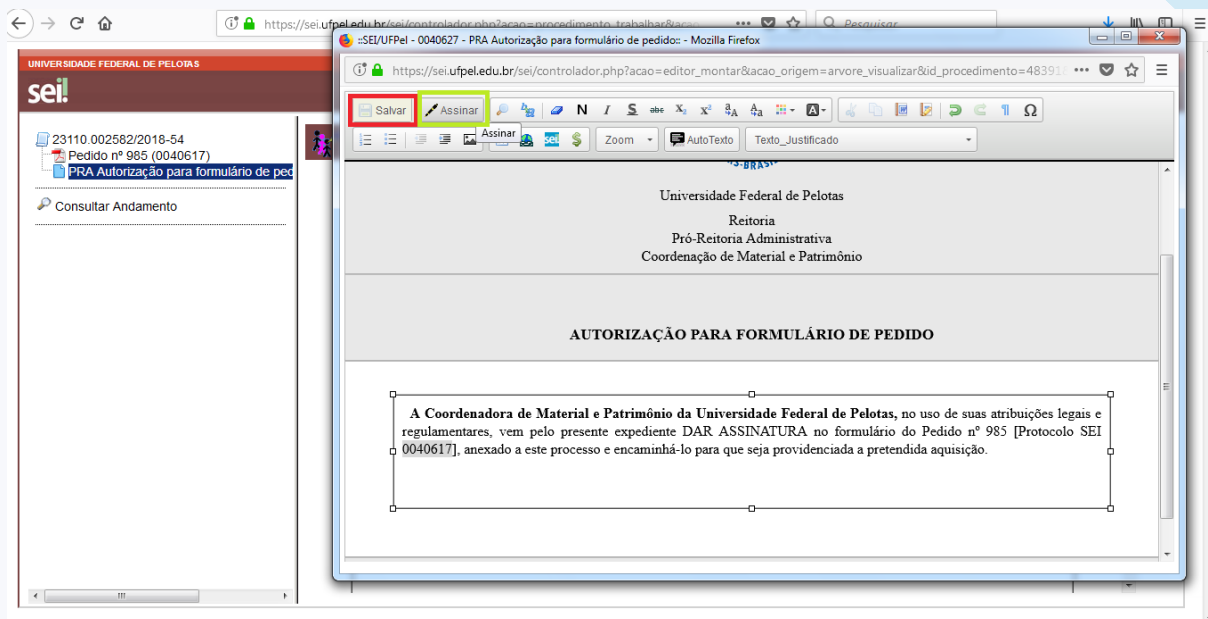 https://sei.ufpel.edu.br/sei/controlador.php?acao=procedimento_trabalhar&aca
Pesquisar
::SEI/UFPel - 0040627 - PRA Autorização para formulário de pedido:: - Mozilla Firefox
UNIVERSIDADE FEDERAL DE PELOTAS
sei!
https://sei.ufpel.edu.br/sei/controlador.php?acao=editor_montar&acao_origem=arvore_visualizar&id_procedimento=48391
Salvar Assinar N I S abc X₂ X²
Assinar
sei $ Zoom AutoTexto Texto_Justificado
23110.002582/2018-54
Pedido nº 985 (0040617)
PRA Autorização para formulário de ped
Consultar Andamento
Universidade Federal de Pelotas
Reitoria
Pró-Reitoria Administrativa
Coordenação de Material e Patrimônio
AUTORIZAÇÃO PARA FORMULÁRIO DE PEDIDO
A Coordenadora de Material e Patrimônio da Universidade Federal de Pelotas, no uso de suas atribuições legais e
regulamentares, vem pelo presente expediente DAR ASSINATURA no formulário do Pedido nº 985 [Protocolo SEI
0040617], anexado a este processo e encaminhá-lo para que seja providenciada a pretendida aquisição.